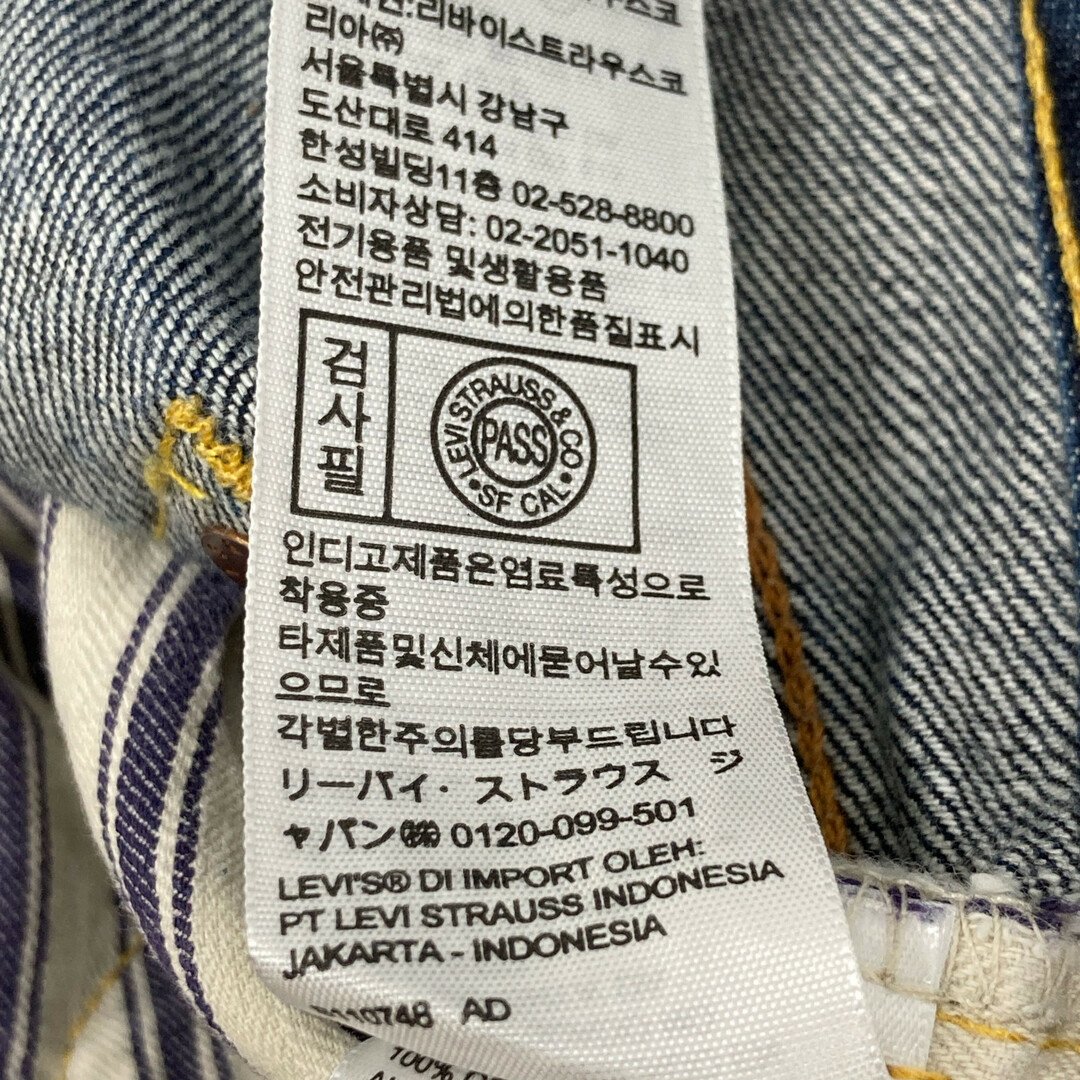 우스코
리바이스트라우스코
리아㈜
서울특별시 강남구
도산대로 414
한성빌딩11층 02-528-8800
소비자상담: 02-2051-1040
전기용품 및생활용품
안전관리법에의한품질표시
검사필
LEVI STRAUSS & CO
PASS
SF CAL
인디고제품은염료특성으로
착용중
타제품및신체에묻어날수있
으므로
각별한주의를당부드립니다
リーバイ・ストラウス ジ
ャパン㈱ 0120-099-501
LEVI'S® DI IMPORT OLEH:
PT LEVI STRAUSS INDONESIA
JAKARTA - INDONESIA
AD
100%